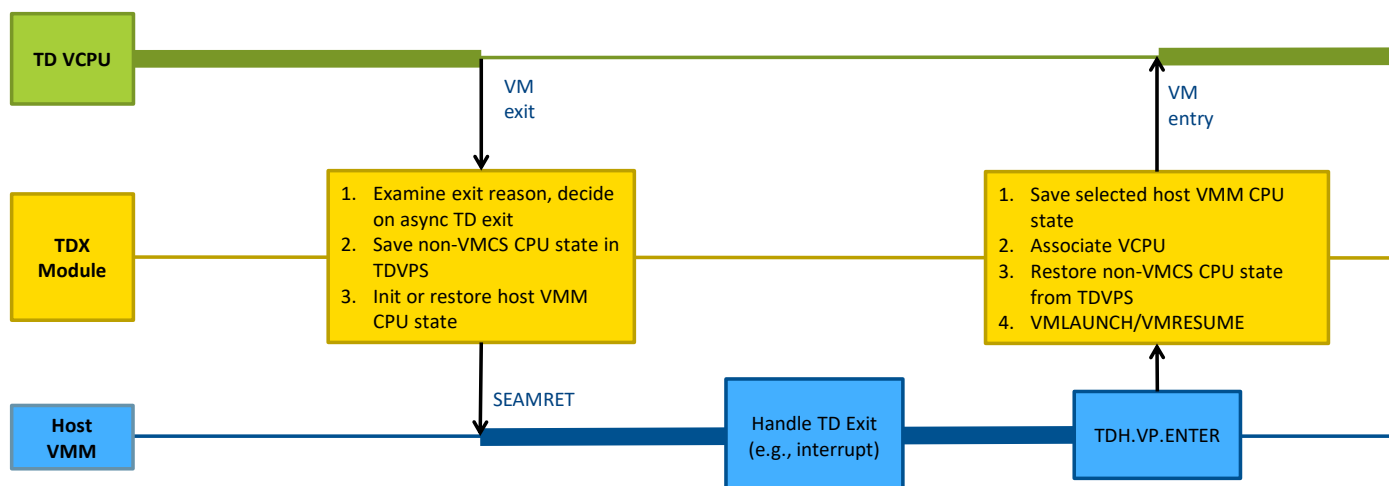 TD VCPU
VM
exit
VM
entry
TDX
Module
1. Examine exit reason, decide
on async TD exit
2. Save non-VMCS CPU state in
TDVPS
3. Init or restore host VMM
CPU state
1. Save selected host VMM CPU
state
2. Associate VCPU
3. Restore non-VMCS CPU state
from TDVPS
4. VMLAUNCH/VMRESUME
SEAMRET
Host
VMM
Handle TD Exit
(e.g., interrupt)
TDH.VP.ENTER